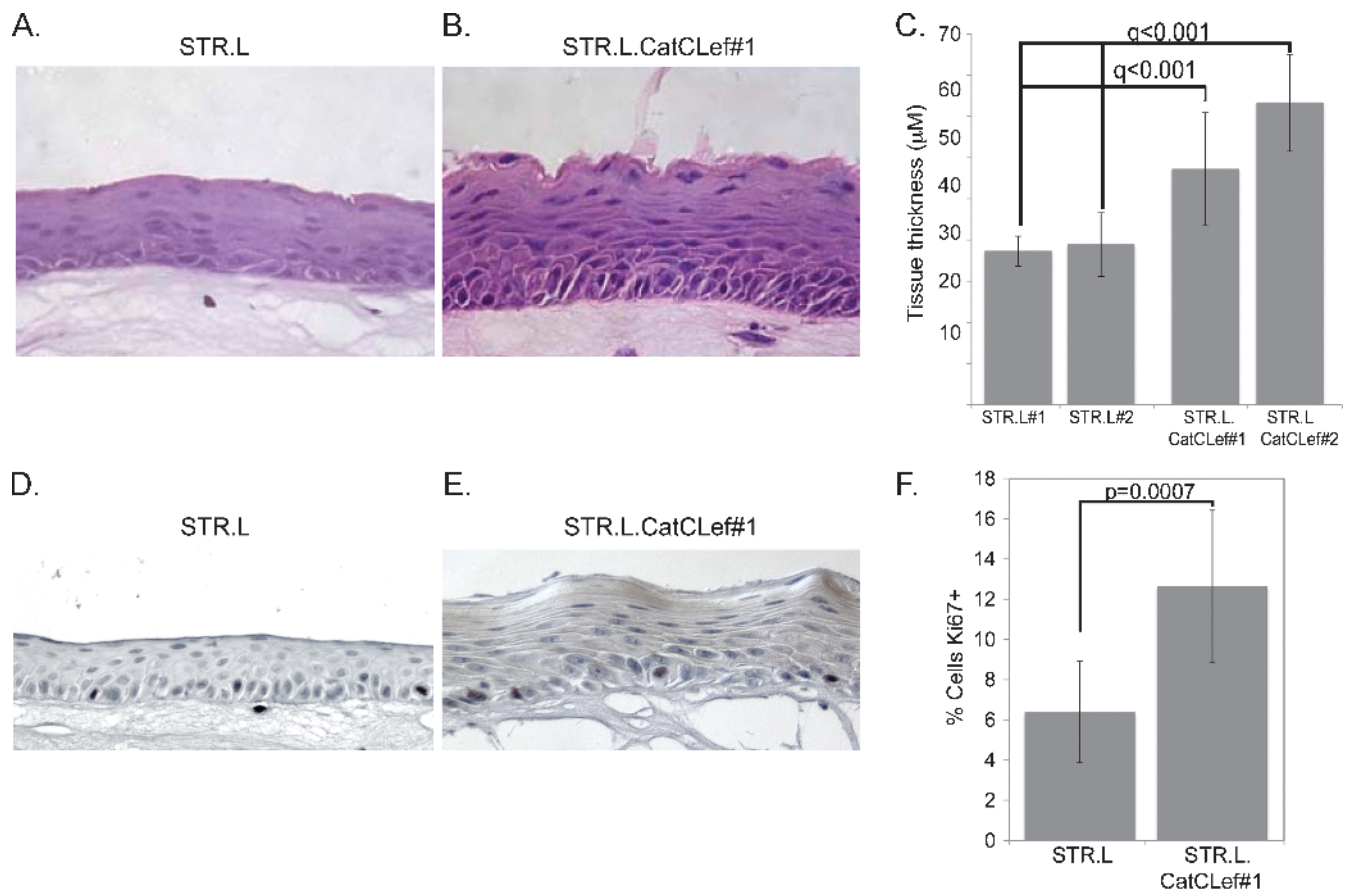 A.
STR.L
B.
STR.L.CatCLef#1
C.
Tissue thickness (µM)
70
60
50
40
30
20
10
q<0.001
q<0.001
STR.L#1
STR.L#2
STR.L.
CatCLef#1
STR.L
CatCLef#2
D.
STR.L
E.
STR.L.CatCLef#1
F.
% Cells Ki67+
18
16
14
12
10
8
6
4
2
0
p=0.0007
STR.L
STR.L.
CatCLef#1